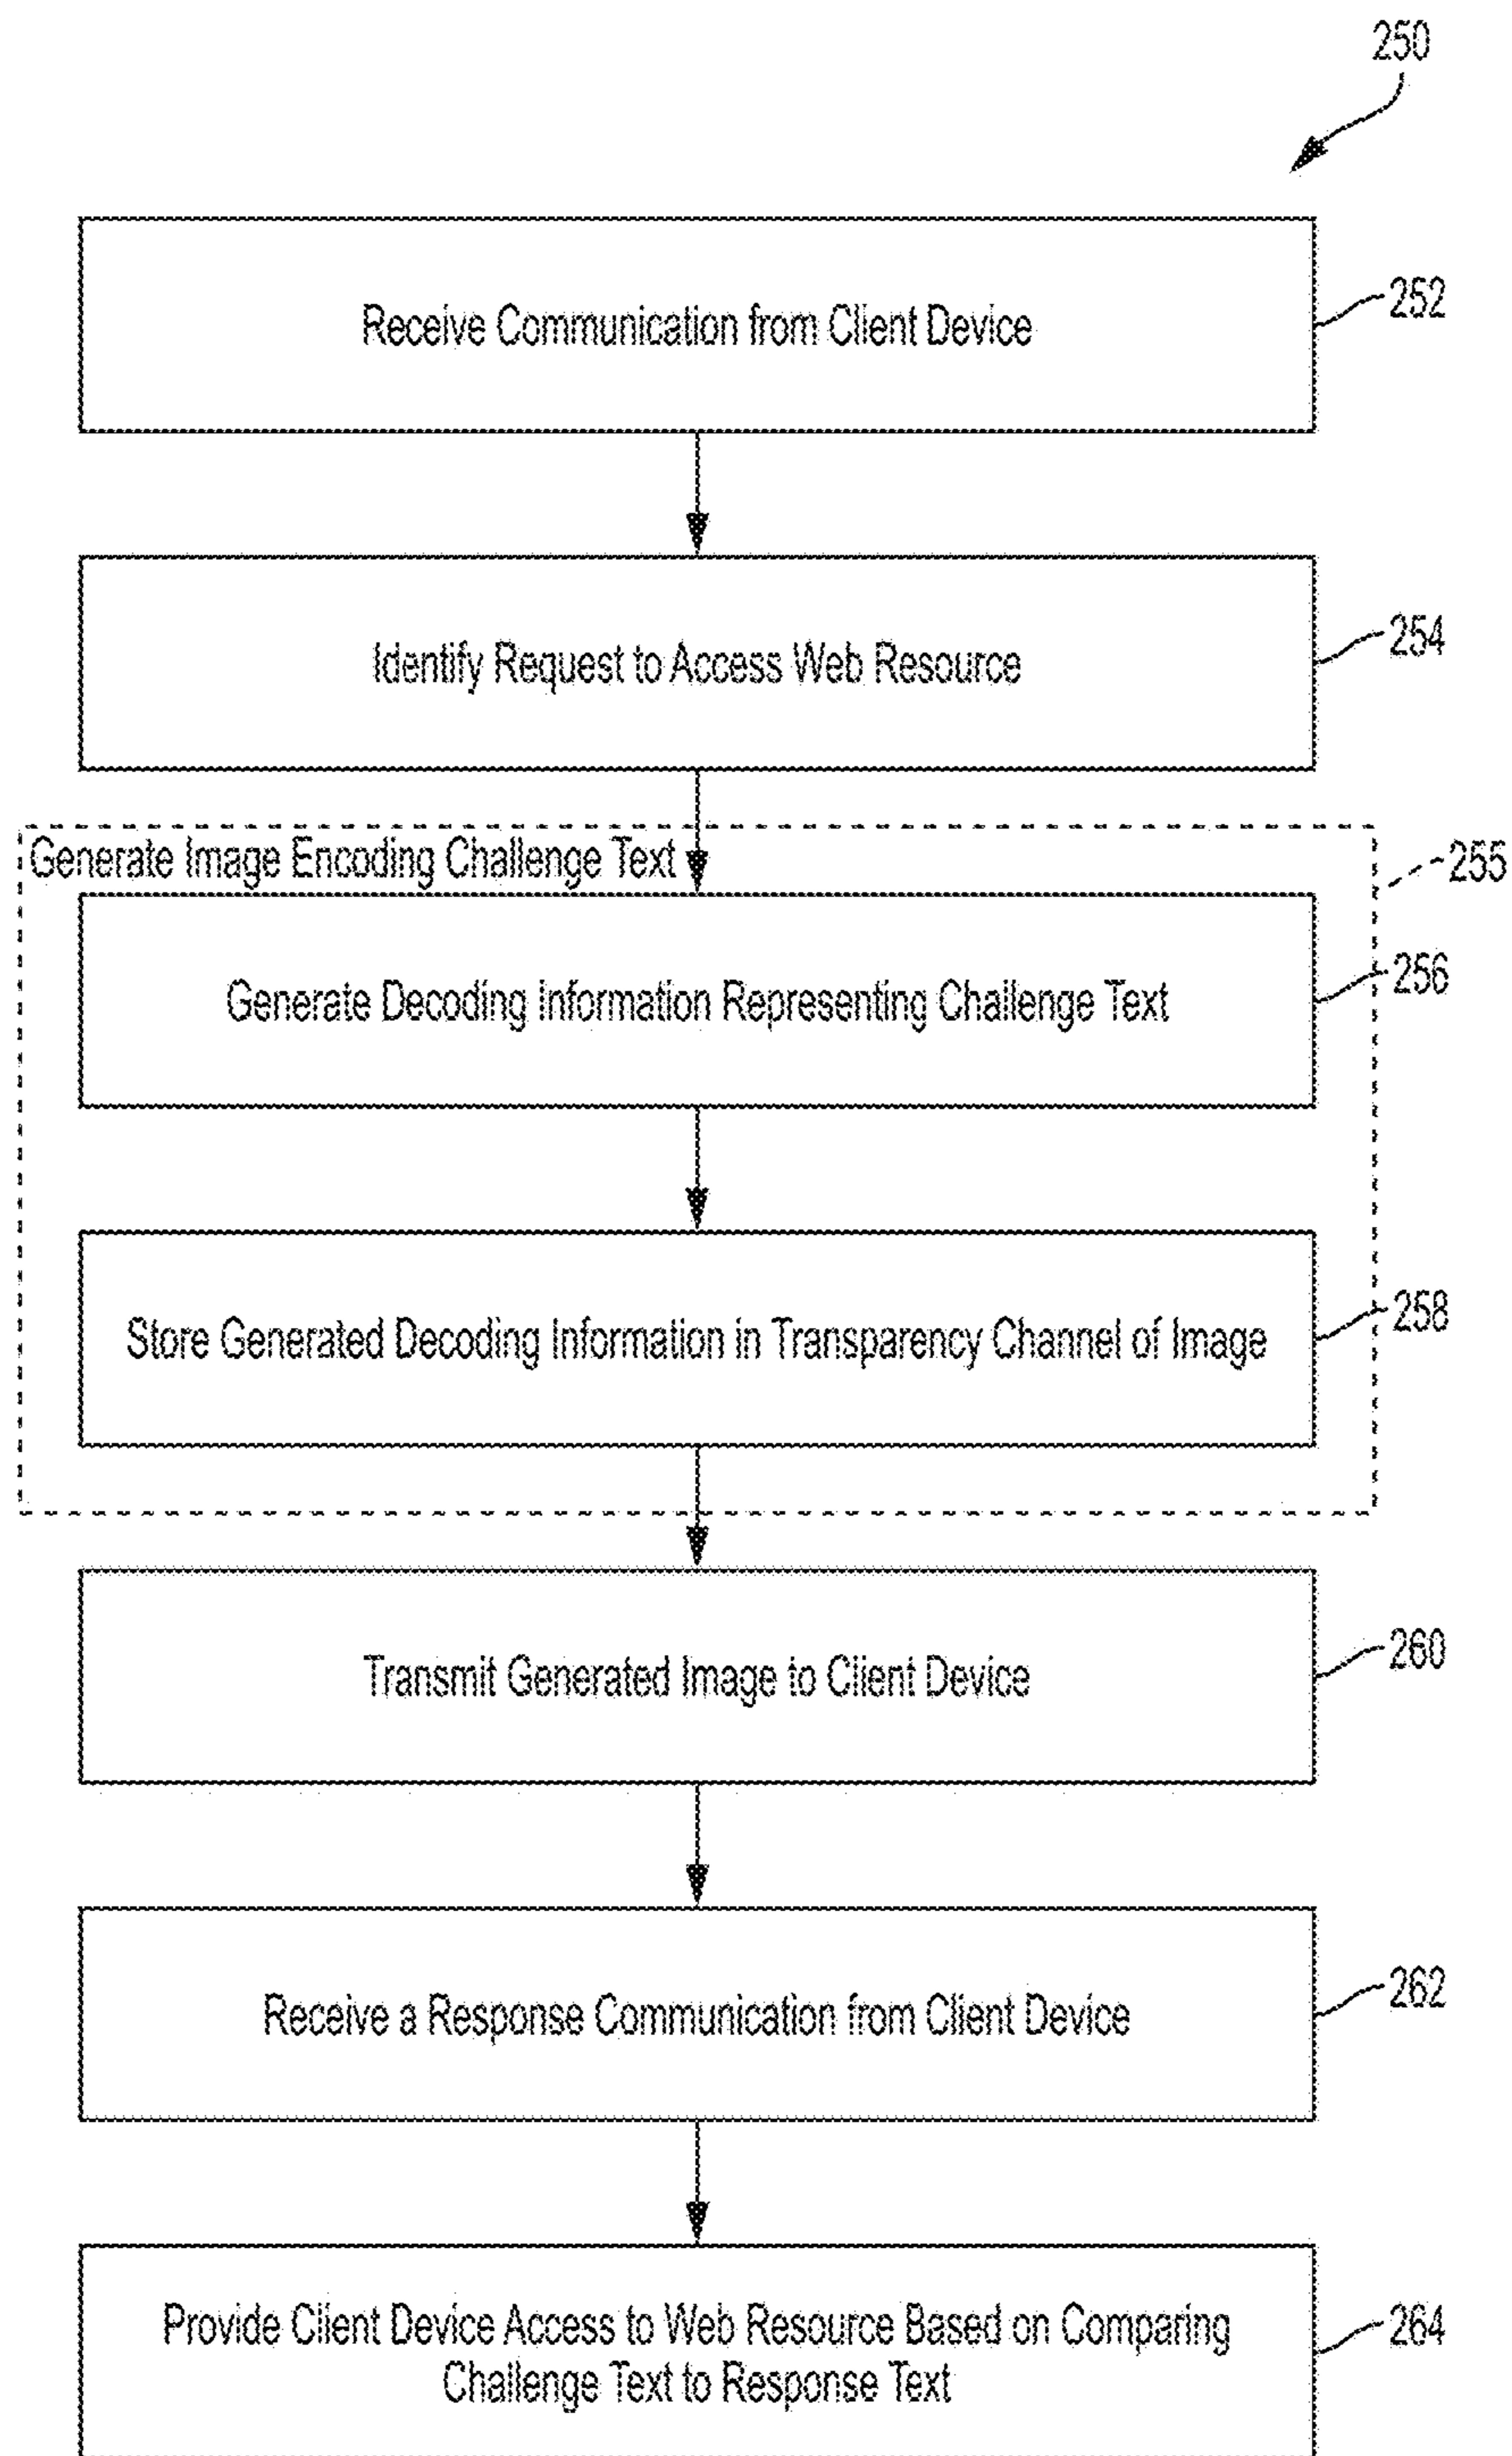 250
Receive Communication from Client Device
252
Identify Request to Access Web Resource
254
Generate Image Encoding Challenge Text
255
Generate Decoding Information Representing Challenge Text
256
Store Generated Decoding Information in Transparency Channel of Image
258
Transmit Generated Image to Client Device
260
Receive a Response Communication from Client Device
262
Provide Client Device Access to Web Resource Based on Comparing
Challenge Text to Response Text
264